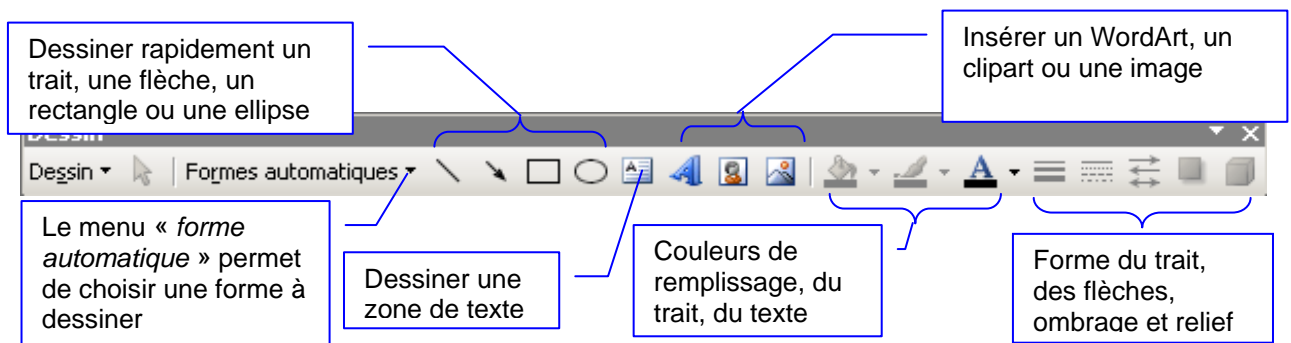 Dessiner rapidement un
trait, une flèche, un
rectangle ou une ellipse
Insérer un WordArt, un
clipart ou une image
Dessin
Dessin
Formes automatiques
A
Le menu « forme
automatique » permet
de choisir une forme à
dessiner
Dessiner une
zone de texte
Couleurs de
remplissage, du
trait, du texte
Forme du trait,
des flèches,
ombrage et relief